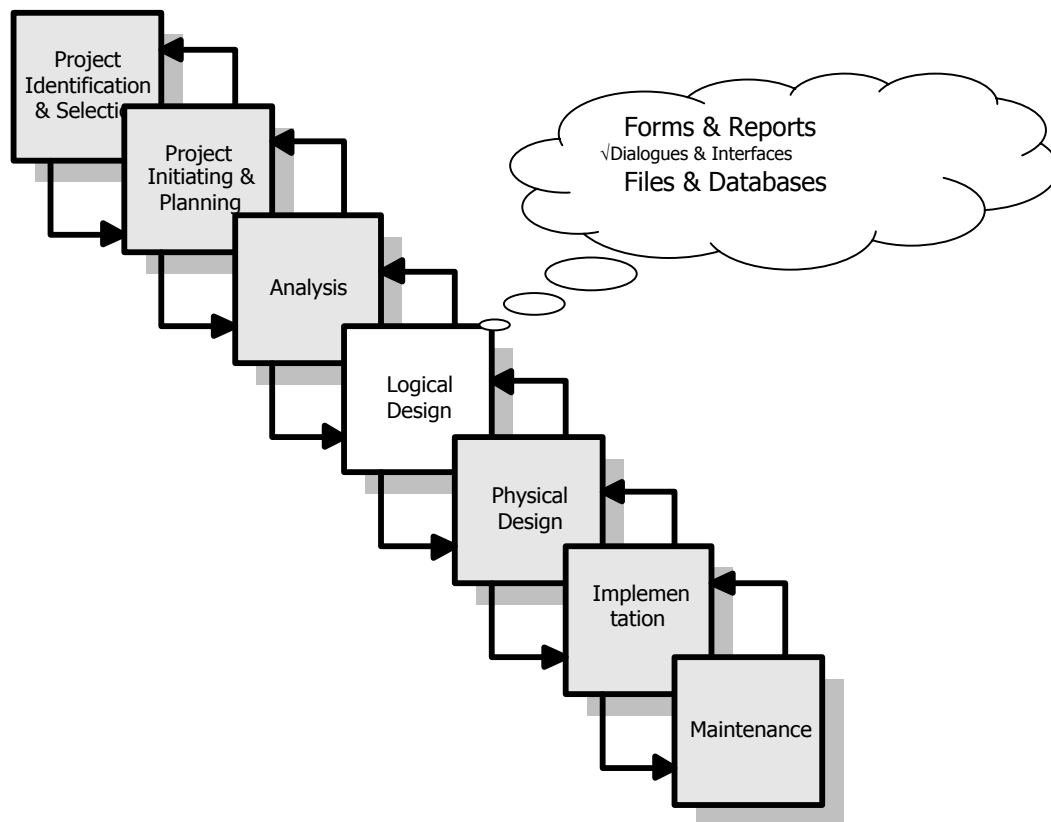 Project
Identification
& Selectio
Project
Initiating &
Planning
Analysis
Logical
Design
Physical
Design
Implemen
tation
Maintenance
Forms & Reports
√Dialogues & Interfaces
Files & Databases